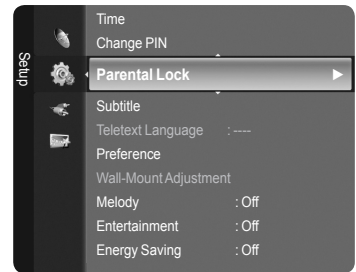 Setup
Time
Change PIN
Parental Lock
Subtitle
Teletext Language : ----
Preference
Wall-Mount Adjustment
Melody : Off
Entertainment : Off
Energy Saving : Off